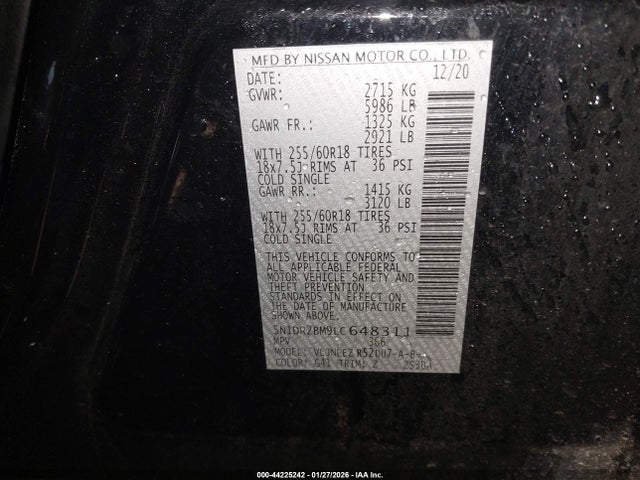 MFD BY NISSAN MOTOR CO., LTD.
DATE: 12/20
GVWR: 2715 KG
5986 LB
GAWR FR.: 1325 KG
2921 LB
WITH 255/60R18 TIRES
18x7.5J RIMS AT 36 PSI
COLD SINGLE
GAWR RR.: 1415 KG
3120 LB
WITH 255/60R18 TIRES
18x7.5J RIMS AT 36 PSI
COLD SINGLE
THIS VEHICLE CONFORMS TO
ALL APPLICABLE FEDERAL
MOTOR VEHICLE SAFETY AND
THEFT PREVENTION
STANDARDS IN EFFECT ON
THE DATE OF MANUFACTURE
SHOWN ABOVE.
5N1DR2BM9LC648311
MPV 366
MODEL:
COLOR: G41 TRIM: Z
000-44225242 | 01/27/2026 | IAA Inc.